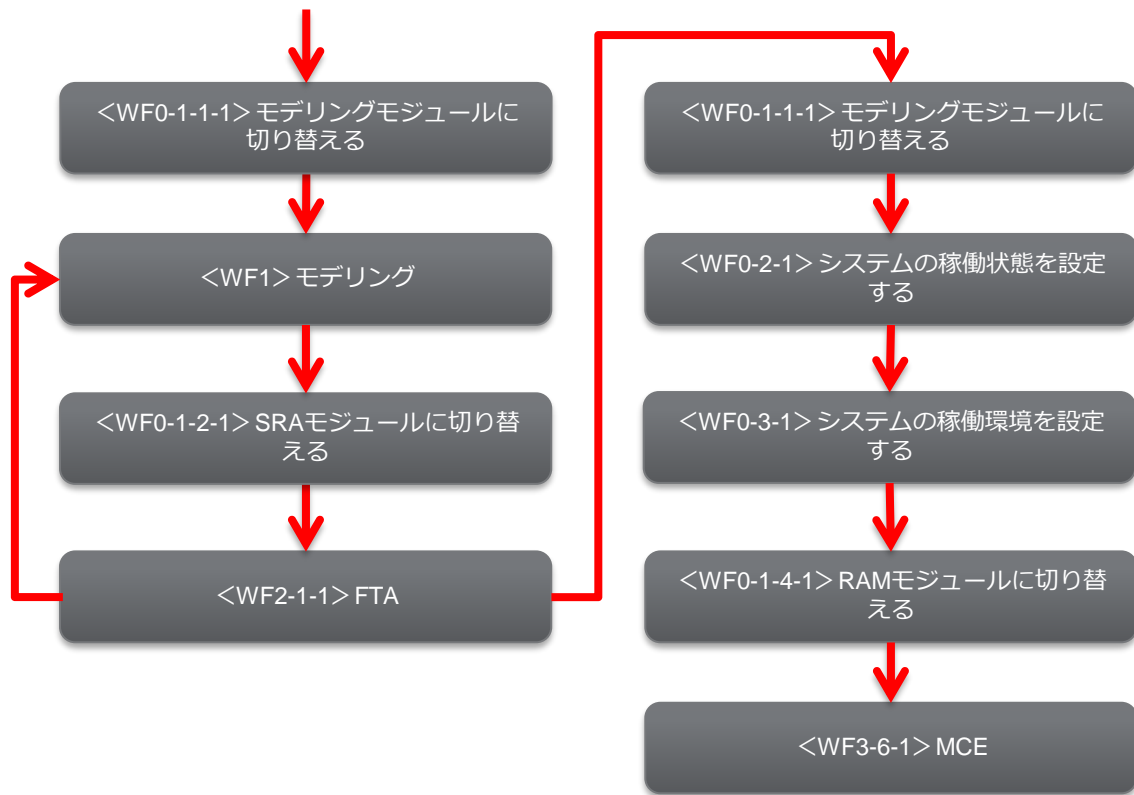 <WF0-1-1-1>モデリングモジュールに
切り替える
<WF1>モデリング
<WF0-1-2-1>SRAモジュールに切り替
える
<WF2-1-1>FTA
<WF0-1-1-1>モデリングモジュールに
切り替える
<WF0-2-1>システムの稼働状態を設定
する
<WF0-3-1>システムの稼働環境を設定
する
<WF0-1-4-1>RAMモジュールに切り替
える
<WF3-6-1>MCE